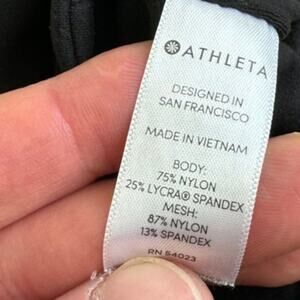 ATHLETA
DESIGNED IN
SAN FRANCISCO
MADE IN VIETNAM
BODY:
75% NYLON
25% LYCRA® SPANDEX
MESH:
87% NYLON
13% SPANDEX
RN 54023